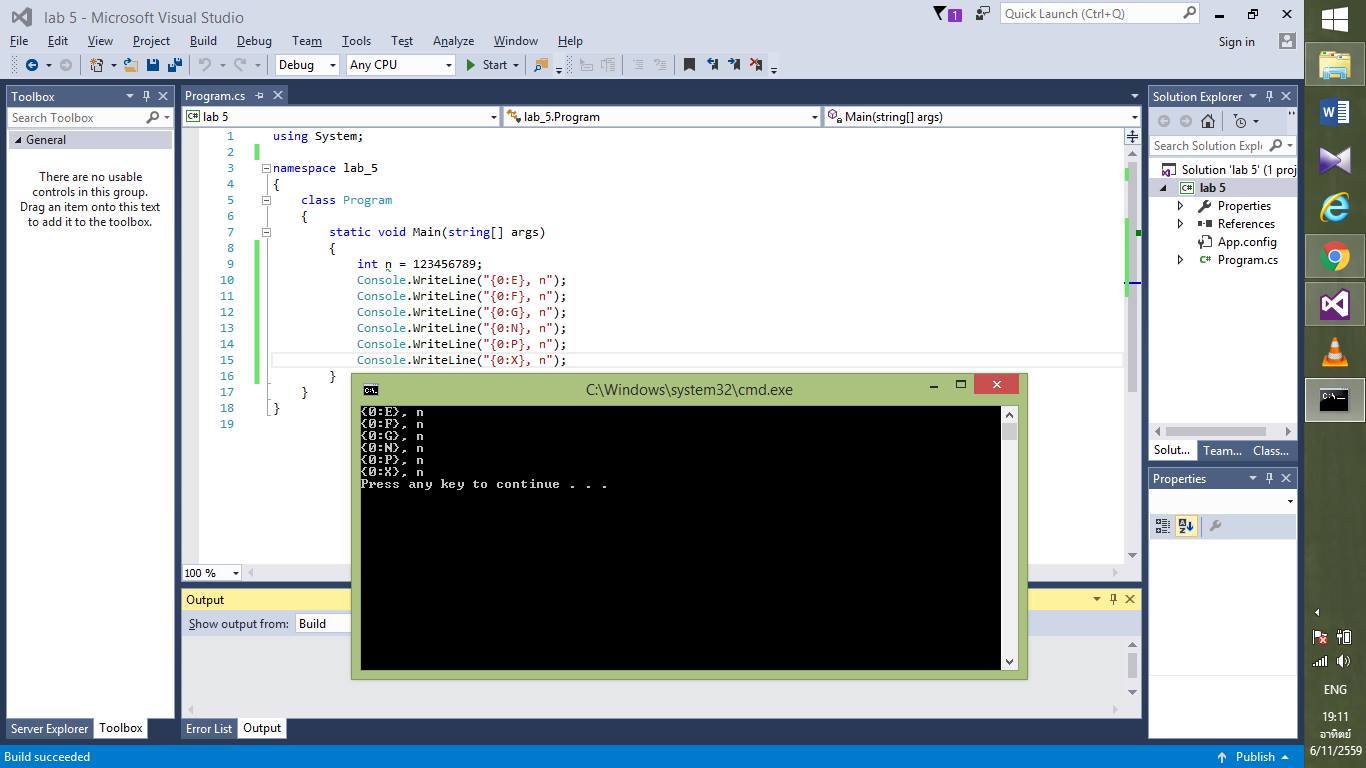 lab 5 - Microsoft Visual Studio
1
Quick Launch (Ctrl+Q)
File Edit View Project Build Debug Team Tools Test Analyze Window Help
Sign in
Debug Any CPU Start
Toolbox
Search Toolbox
General
There are no usable
controls in this group.
Drag an item onto this text
to add it to the toolbox.
Server Explorer Toolbox
Program.cs
C# lab 5 lab_5.Program Main(string[] args)
1 using System;
2
3 namespace lab_5
4 {
5 class Program
6 {
7 static void Main(string[] args)
8 {
9 int n = 123456789;
10 Console.WriteLine("{0:E}, n");
11 Console.WriteLine("{0:F}, n");
12 Console.WriteLine("{0:G}, n");
13 Console.WriteLine("{0:N}, n");
14 Console.WriteLine("{0:P}, n");
15 Console.WriteLine("{0:X}, n");
16 }
17 }
18 }
19
100 %
C:\Windows\system32\cmd.exe
{0:E}, n
{0:F}, n
{0:G}, n
{0:N}, n
{0:P}, n
{0:X}, n
Press any key to continue . . .
Output
Show output from: Build
Error List Output
Solution Explorer
Search Solution Expl
Solution 'lab 5' (1 proj
C# lab 5
Properties
References
App.config
C# Program.cs
Solut... Team... Class...
Properties
Build succeeded
Publish
ENG
19:11
อาทิตย์
6/11/2559